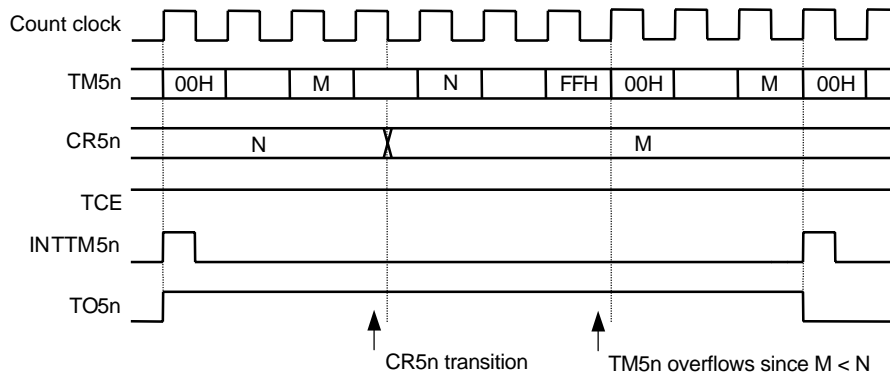 Count clock
TM5n 00H M N FFH 00H M 00H
CR5n N M
TCE
INTTM5n
TO5n
CR5n transition TM5n overflows since M < N